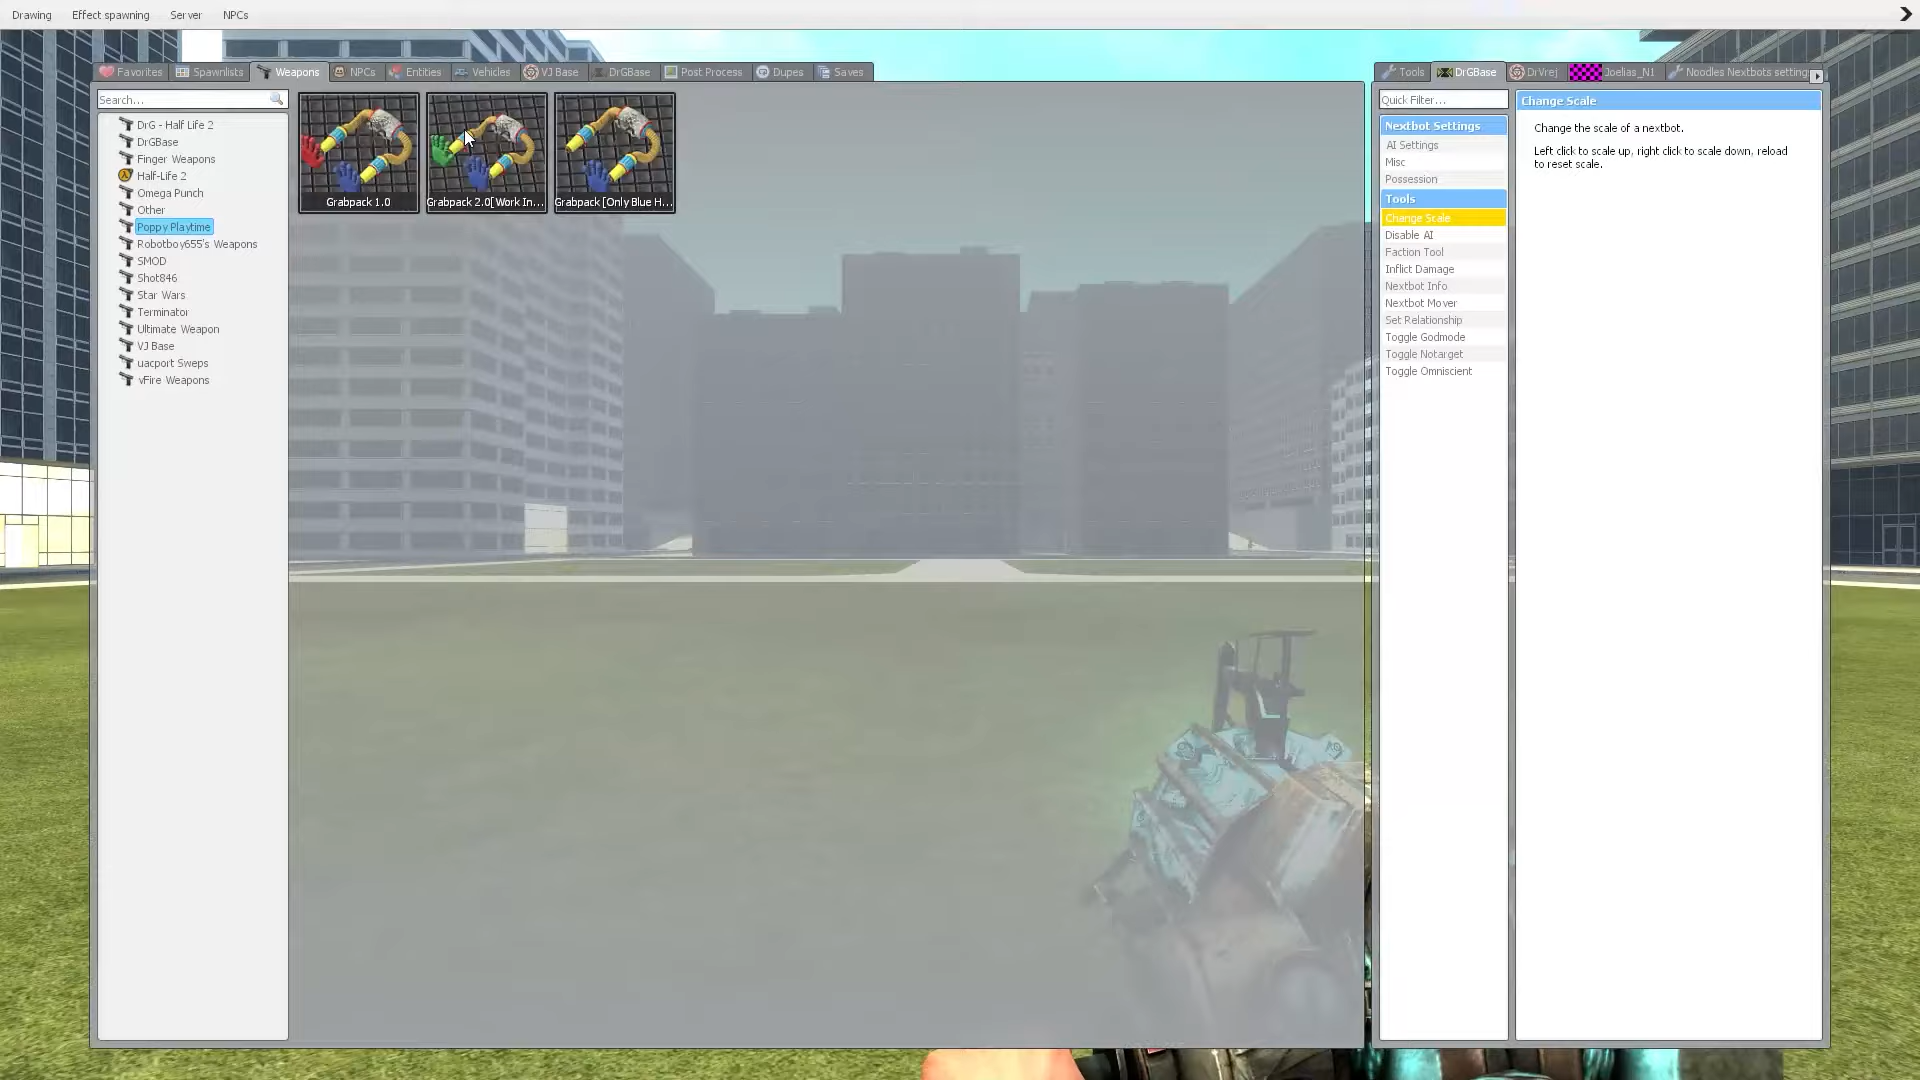 Drawing Effect spawning Server NPCs
Favorites Spawnlists Weapons NPCs Entities Vehicles VJ Base DrGBase Post Process Dupes Saves
Tools DrGBase DrVrej Joelias_N1 Noodles Nextbots setting
Search...
DrG - Half Life 2
DrGBase
Finger Weapons
Half-Life 2
Omega Punch
Other
Poppy Playtime
Robotboy655's Weapons
SMOD
Shot846
Star Wars
Terminator
Ultimate Weapon
VJ Base
uacport Sweps
vFire Weapons
Grabpack 1.0
Grabpack 2.0[Work In...
Grabpack [Only Blue H...
Quick Filter...
Nextbot Settings
AI Settings
Misc
Possession
Tools
Change Scale
Disable AI
Faction Tool
Inflict Damage
Nextbot Info
Nextbot Mover
Set Relationship
Toggle Godmode
Toggle Notarget
Toggle Omniscient
Change Scale
Change the scale of a nextbot.
Left click to scale up, right click to scale down, reload
to reset scale.